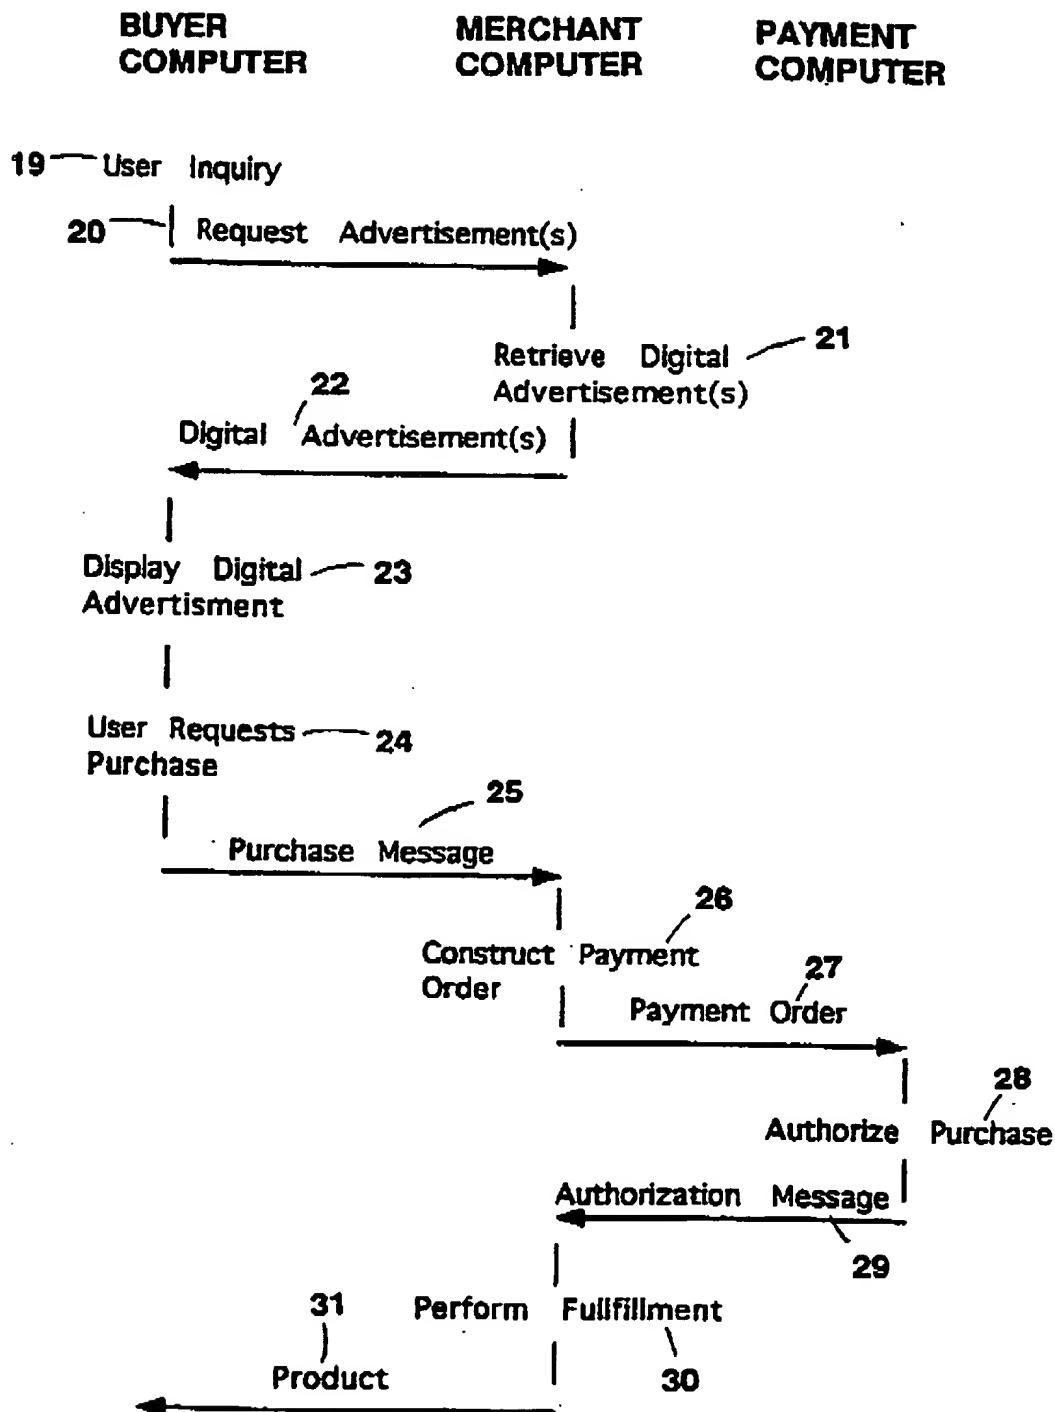 BUYER COMPUTER
MERCHANT COMPUTER
PAYMENT COMPUTER
19 User Inquiry
20 Request Advertisement(s)
Retrieve Digital 21
Advertisement(s)
22
Digital Advertisement(s)
Display Digital 23
Advertisment
User Requests 24
Purchase
25
Purchase Message
26
Construct Payment
Order
27
Payment Order
28
Authorize Purchase
Authorization Message
29
31
Perform Fullfillment
Product
30